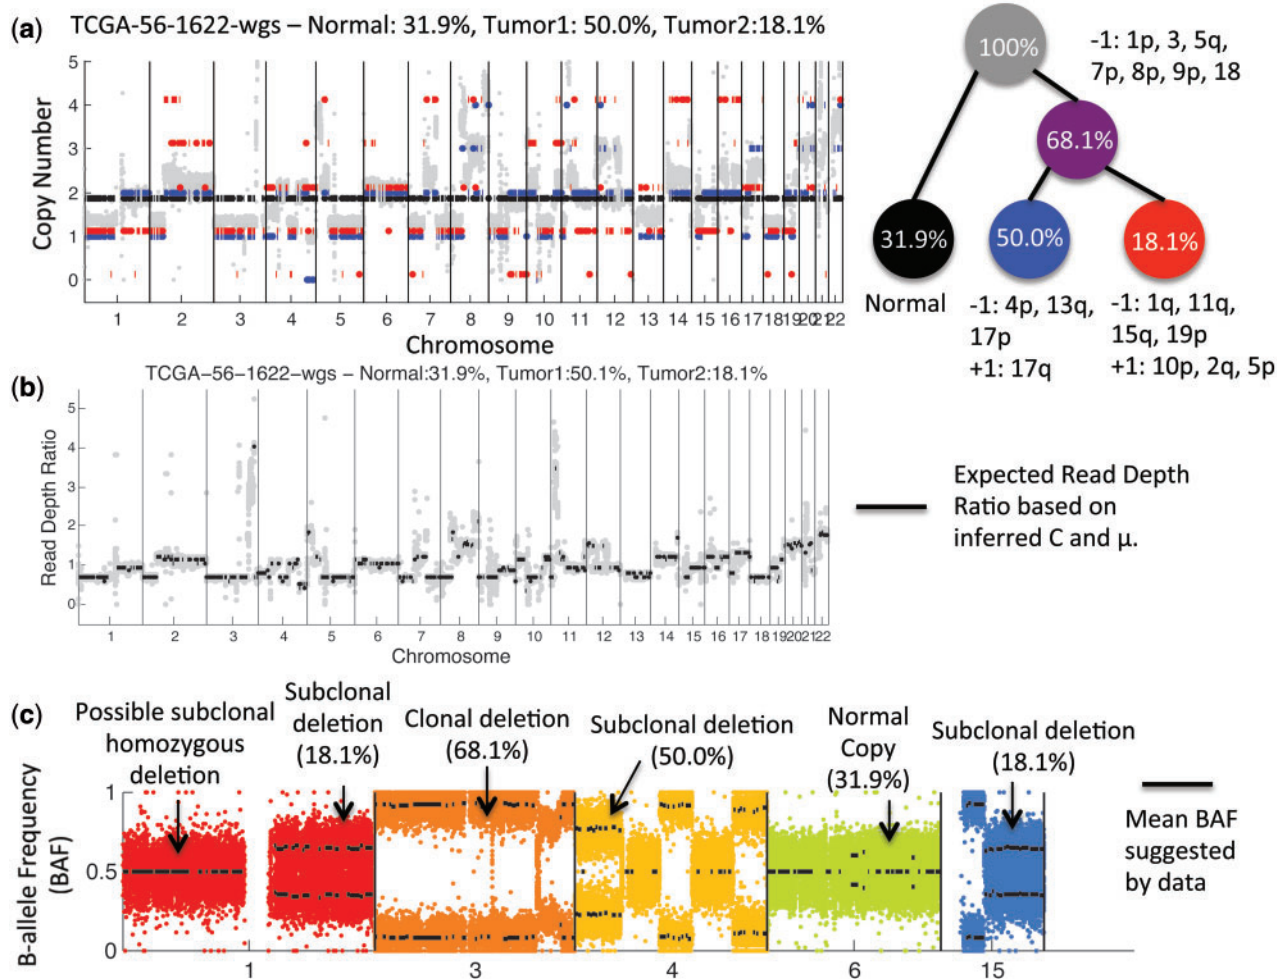 (a) TCGA-56-1622-wgs – Normal: 31.9%, Tumor1: 50.0%, Tumor2:18.1%
Copy Number
5
4
3
2
1
0
1 2 3 4 5 6 7 8 9 10 11 12 13 14 15 16 17 18 19 20 21 22
Chromosome
100%
-1: 1p, 3, 5q,
7p, 8p, 9p, 18
68.1%
31.9%
50.0%
18.1%
Normal
-1: 4p, 13q,
17p
+1: 17q
-1: 1q, 11q,
15q, 19p
+1: 10p, 2q, 5p
(b) TCGA–56–1622–wgs – Normal:31.9%, Tumor1:50.1%, Tumor2:18.1%
Read Depth Ratio
5
4
3
2
1
0
1 2 3 4 5 6 7 8 9 10 11 12 13 14 15 16 17 18 19 20 21 22
Chromosome
Expected Read Depth
Ratio based on
inferred C and μ.
(c)
Possible subclonal
homozygous
deletion
Subclonal
deletion
(18.1%)
Clonal deletion
(68.1%)
Subclonal deletion
(50.0%)
Normal
Copy
(31.9%)
Subclonal deletion
(18.1%)
B-allele Frequency
(BAF)
1
0.5
0
1 3 4 6 15
Mean BAF
suggested
by data